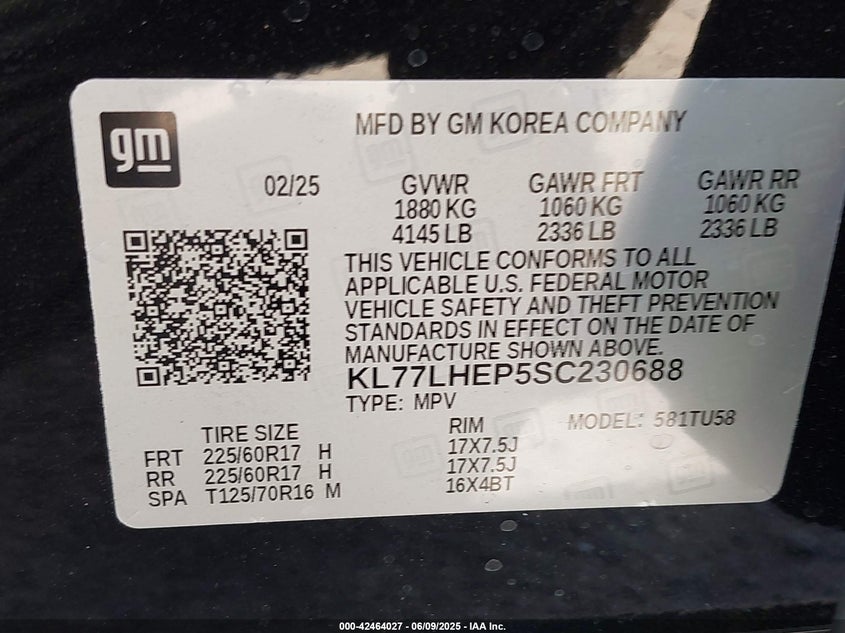 gm
MFD BY GM KOREA COMPANY
02/25 GVWR GAWR FRT GAWR RR
1880 KG 1060 KG 1060 KG
4145 LB 2336 LB 2336 LB
THIS VEHICLE CONFORMS TO ALL
APPLICABLE U.S. FEDERAL MOTOR
VEHICLE SAFETY AND THEFT PREVENTION
STANDARDS IN EFFECT ON THE DATE OF
MANUFACTURE SHOWN ABOVE.
KL77LHEP5SC230688
TYPE: MPV
TIRE SIZE RIM MODEL: 581TU58
FRT 225/60R17 H 17X7.5J
RR 225/60R17 H 17X7.5J
SPA T125/70R16 M 16X4BT
000-42464027 - 06/09/2025 - IAA Inc.